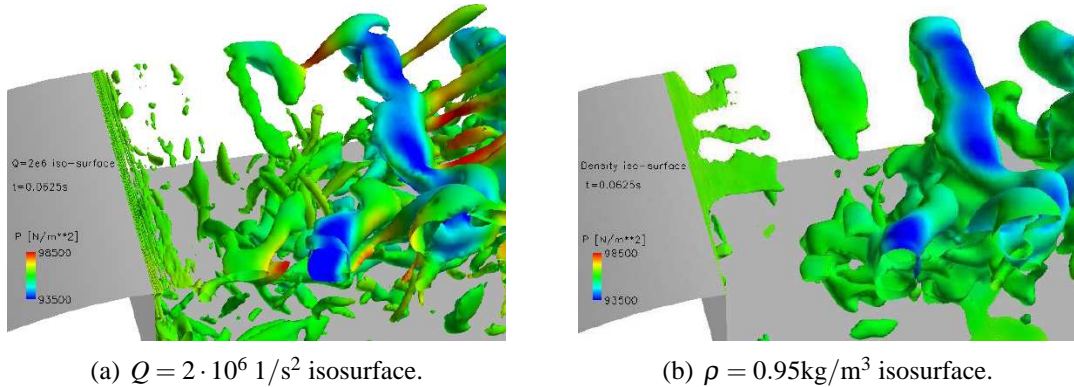 Q=2e6 iso-surface
t=0.0625s
P [N/m**2]
98500
93500
Density iso-surface
t=0.0625s
P [N/m**2]
98500
93500
(a) Q = 2 · 10⁶ 1/s² isosurface.
(b) ρ = 0.95kg/m³ isosurface.